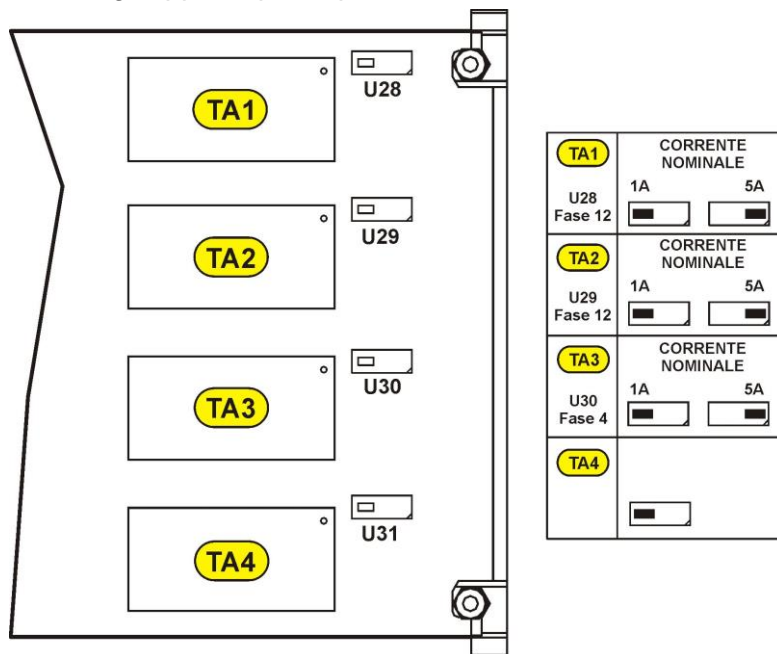 TA1
U28
TA2
U29
TA3
U30
TA4
U31
TA1
CORRENTE
NOMINALE
U28
Fase 12
1A
5A
TA2
CORRENTE
NOMINALE
U29
Fase 12
1A
5A
TA3
CORRENTE
NOMINALE
U30
Fase 4
1A
5A
TA4